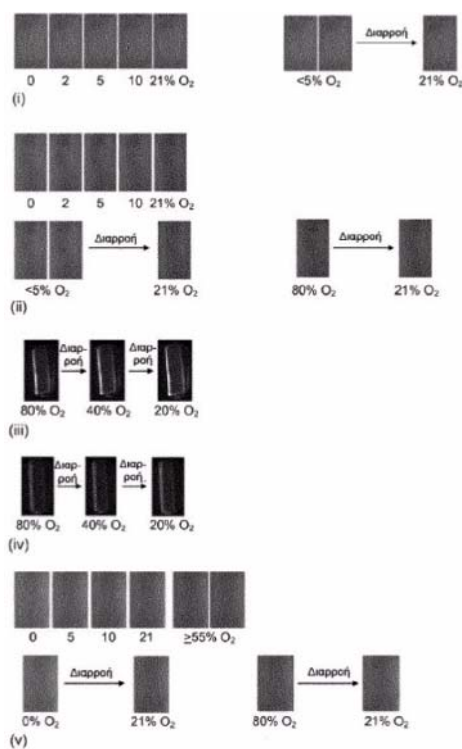 0 2 5 10 21% O₂
Διαρροή
<5% O₂ 21% O₂
(i)
0 2 5 10 21% O₂
Διαρροή
<5% O₂ 21% O₂
Διαρροή
80% O₂ 21% O₂
(ii)
Διαρ-
ροή
Διαρ-
ροή
80% O₂ 40% O₂ 20% O₂
(iii)
Διαρ-
ροή
Διαρ-
ροή.
80% O₂ 40% O₂ 20% O₂
(iv)
0 5 10 21 ≥55% O₂
Διαρροή
0% O₂ 21% O₂
Διαρροή
80% O₂ 21% O₂
(v)